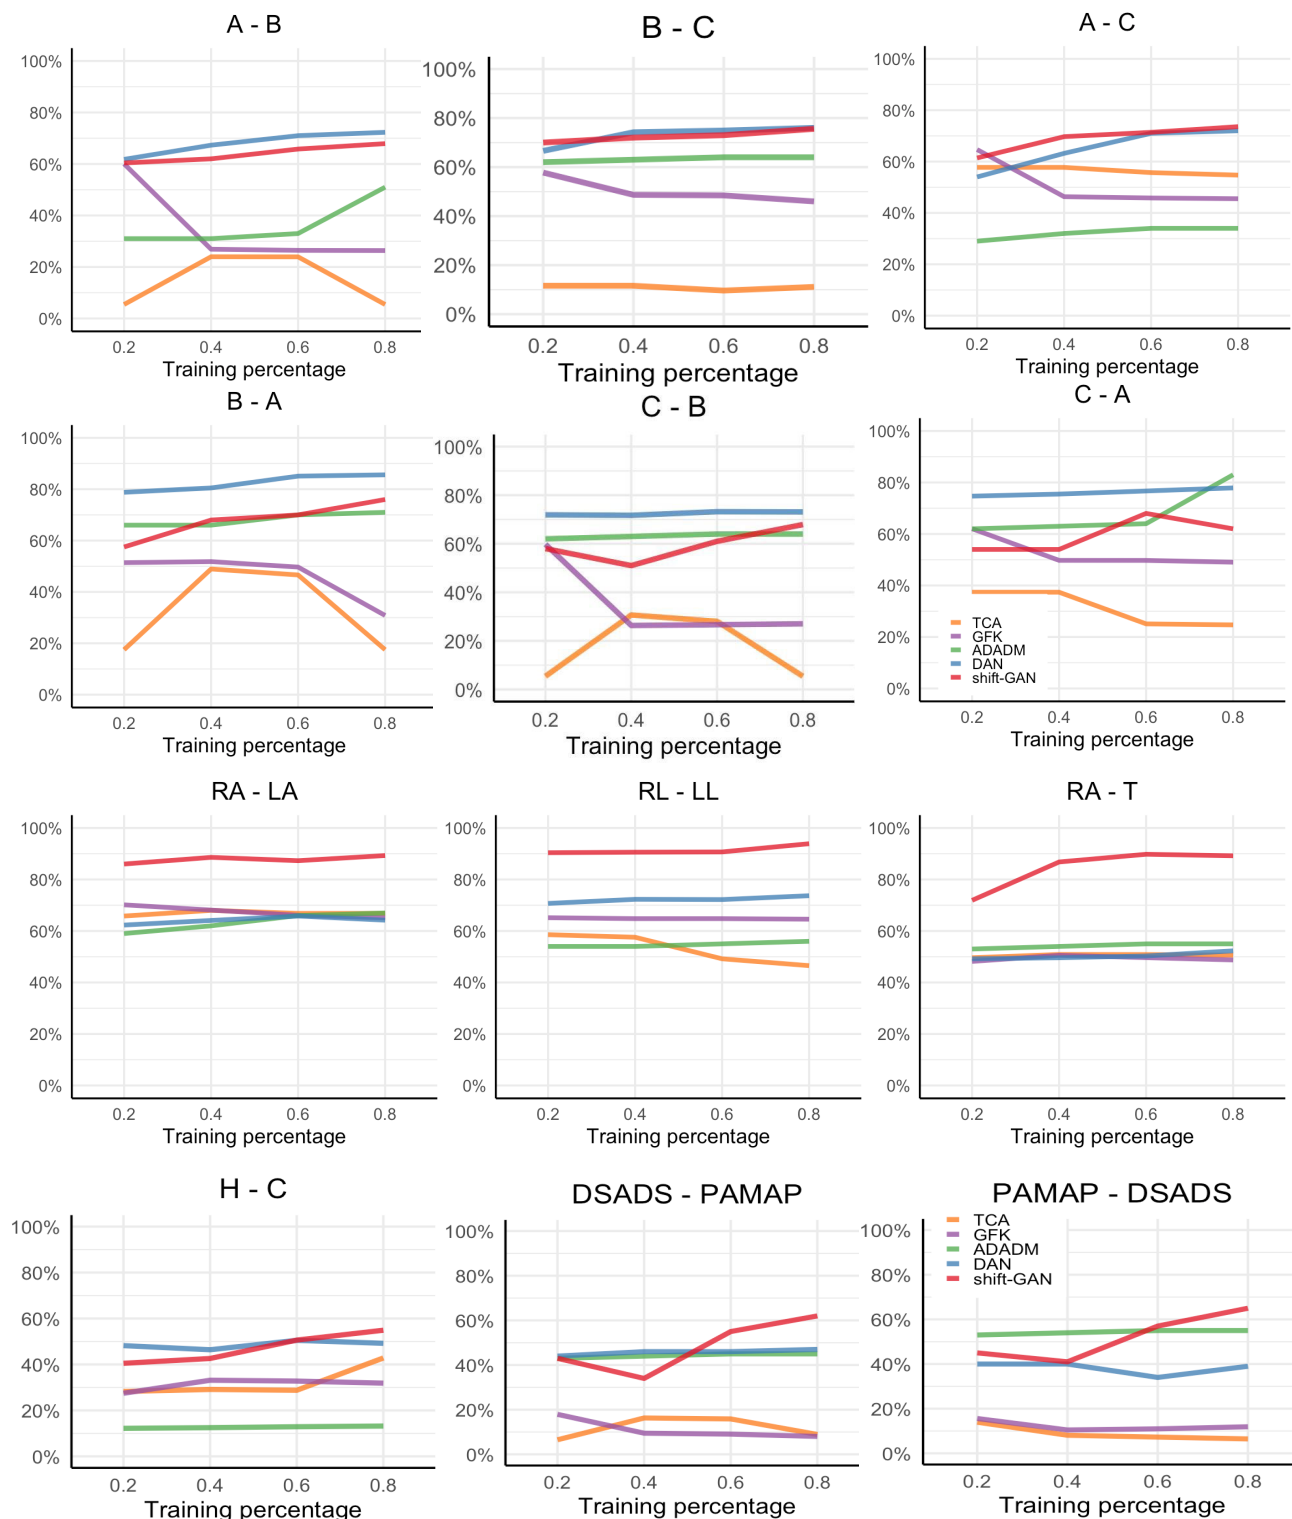 A - B
100%
80%
60%
40%
20%
0%
0.2 0.4 0.6 0.8
Training percentage
B - C
100%
80%
60%
40%
20%
0%
0.2 0.4 0.6 0.8
Training percentage
A - C
100%
80%
60%
40%
20%
0%
0.2 0.4 0.6 0.8
Training percentage
B - A
100%
80%
60%
40%
20%
0%
0.2 0.4 0.6 0.8
Training percentage
C - B
100%
80%
60%
40%
20%
0%
0.2 0.4 0.6 0.8
Training percentage
C - A
100%
80%
60%
40%
20%
0%
TCA
GFK
ADADM
DAN
shift-GAN
0.2 0.4 0.6 0.8
Training percentage
RA - LA
100%
80%
60%
40%
20%
0%
0.2 0.4 0.6 0.8
Training percentage
RL - LL
100%
80%
60%
40%
20%
0%
0.2 0.4 0.6 0.8
Training percentage
RA - T
100%
80%
60%
40%
20%
0%
0.2 0.4 0.6 0.8
Training percentage
H - C
100%
80%
60%
40%
20%
0%
0.2 0.4 0.6 0.8
Training percentage
DSADS - PAMAP
100%
80%
60%
40%
20%
0%
0.2 0.4 0.6 0.8
Training percentage
PAMAP - DSADS
TCA
GFK
ADADM
DAN
shift-GAN
100%
80%
60%
40%
20%
0%
0.2 0.4 0.6 0.8
Training percentage